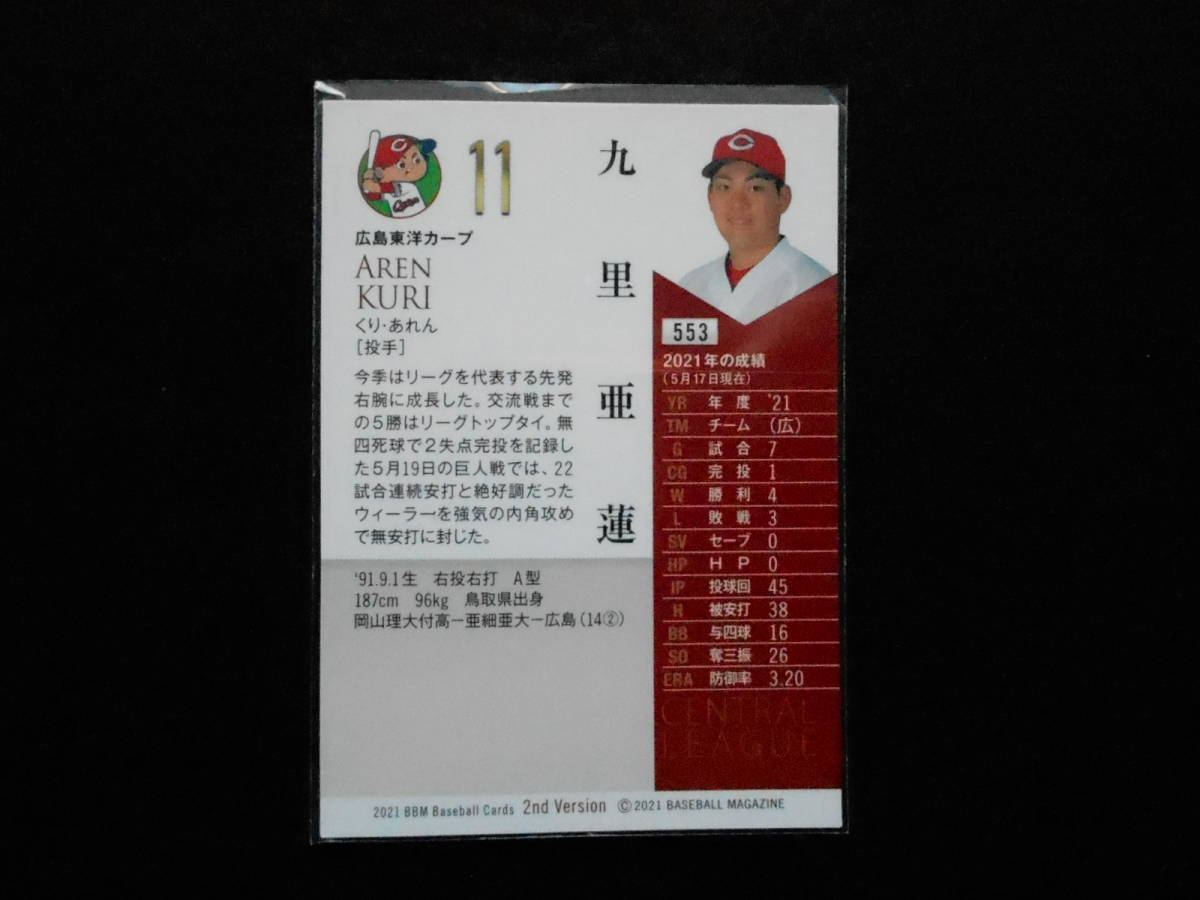 11
広島東洋カープ
AREN
KURI
くり・あれん
[投手]
九里亜蓮
今季はリーグを代表する先発
右腕に成長した。交流戦まで
の5勝はリーグトップタイ。無
四死球で2失点完投を記録し
た5月19日の巨人戦では、22
試合連続安打と絶好調だった
ウィーラーを強気の内角攻め
で無安打に封じた。
'91.9.1生 右投右打 A型
187cm 96kg 鳥取県出身
岡山理大付高－亜細亜大－広島(14②)
553
2021年の成績
(5月17日現在)
YR 年度 '21
TM チーム (広)
G 試合 7
CG 完投 1
W 勝利 4
L 敗戦 3
SV セーブ 0
HP HP 0
IP 投球回 45
H 被安打 38
BB 与四球 16
SO 奪三振 26
ERA 防御率 3.20
CENTRAL
LEAGUE
2021 BBM Baseball Cards 2nd Version ©2021 BASEBALL MAGAZINE